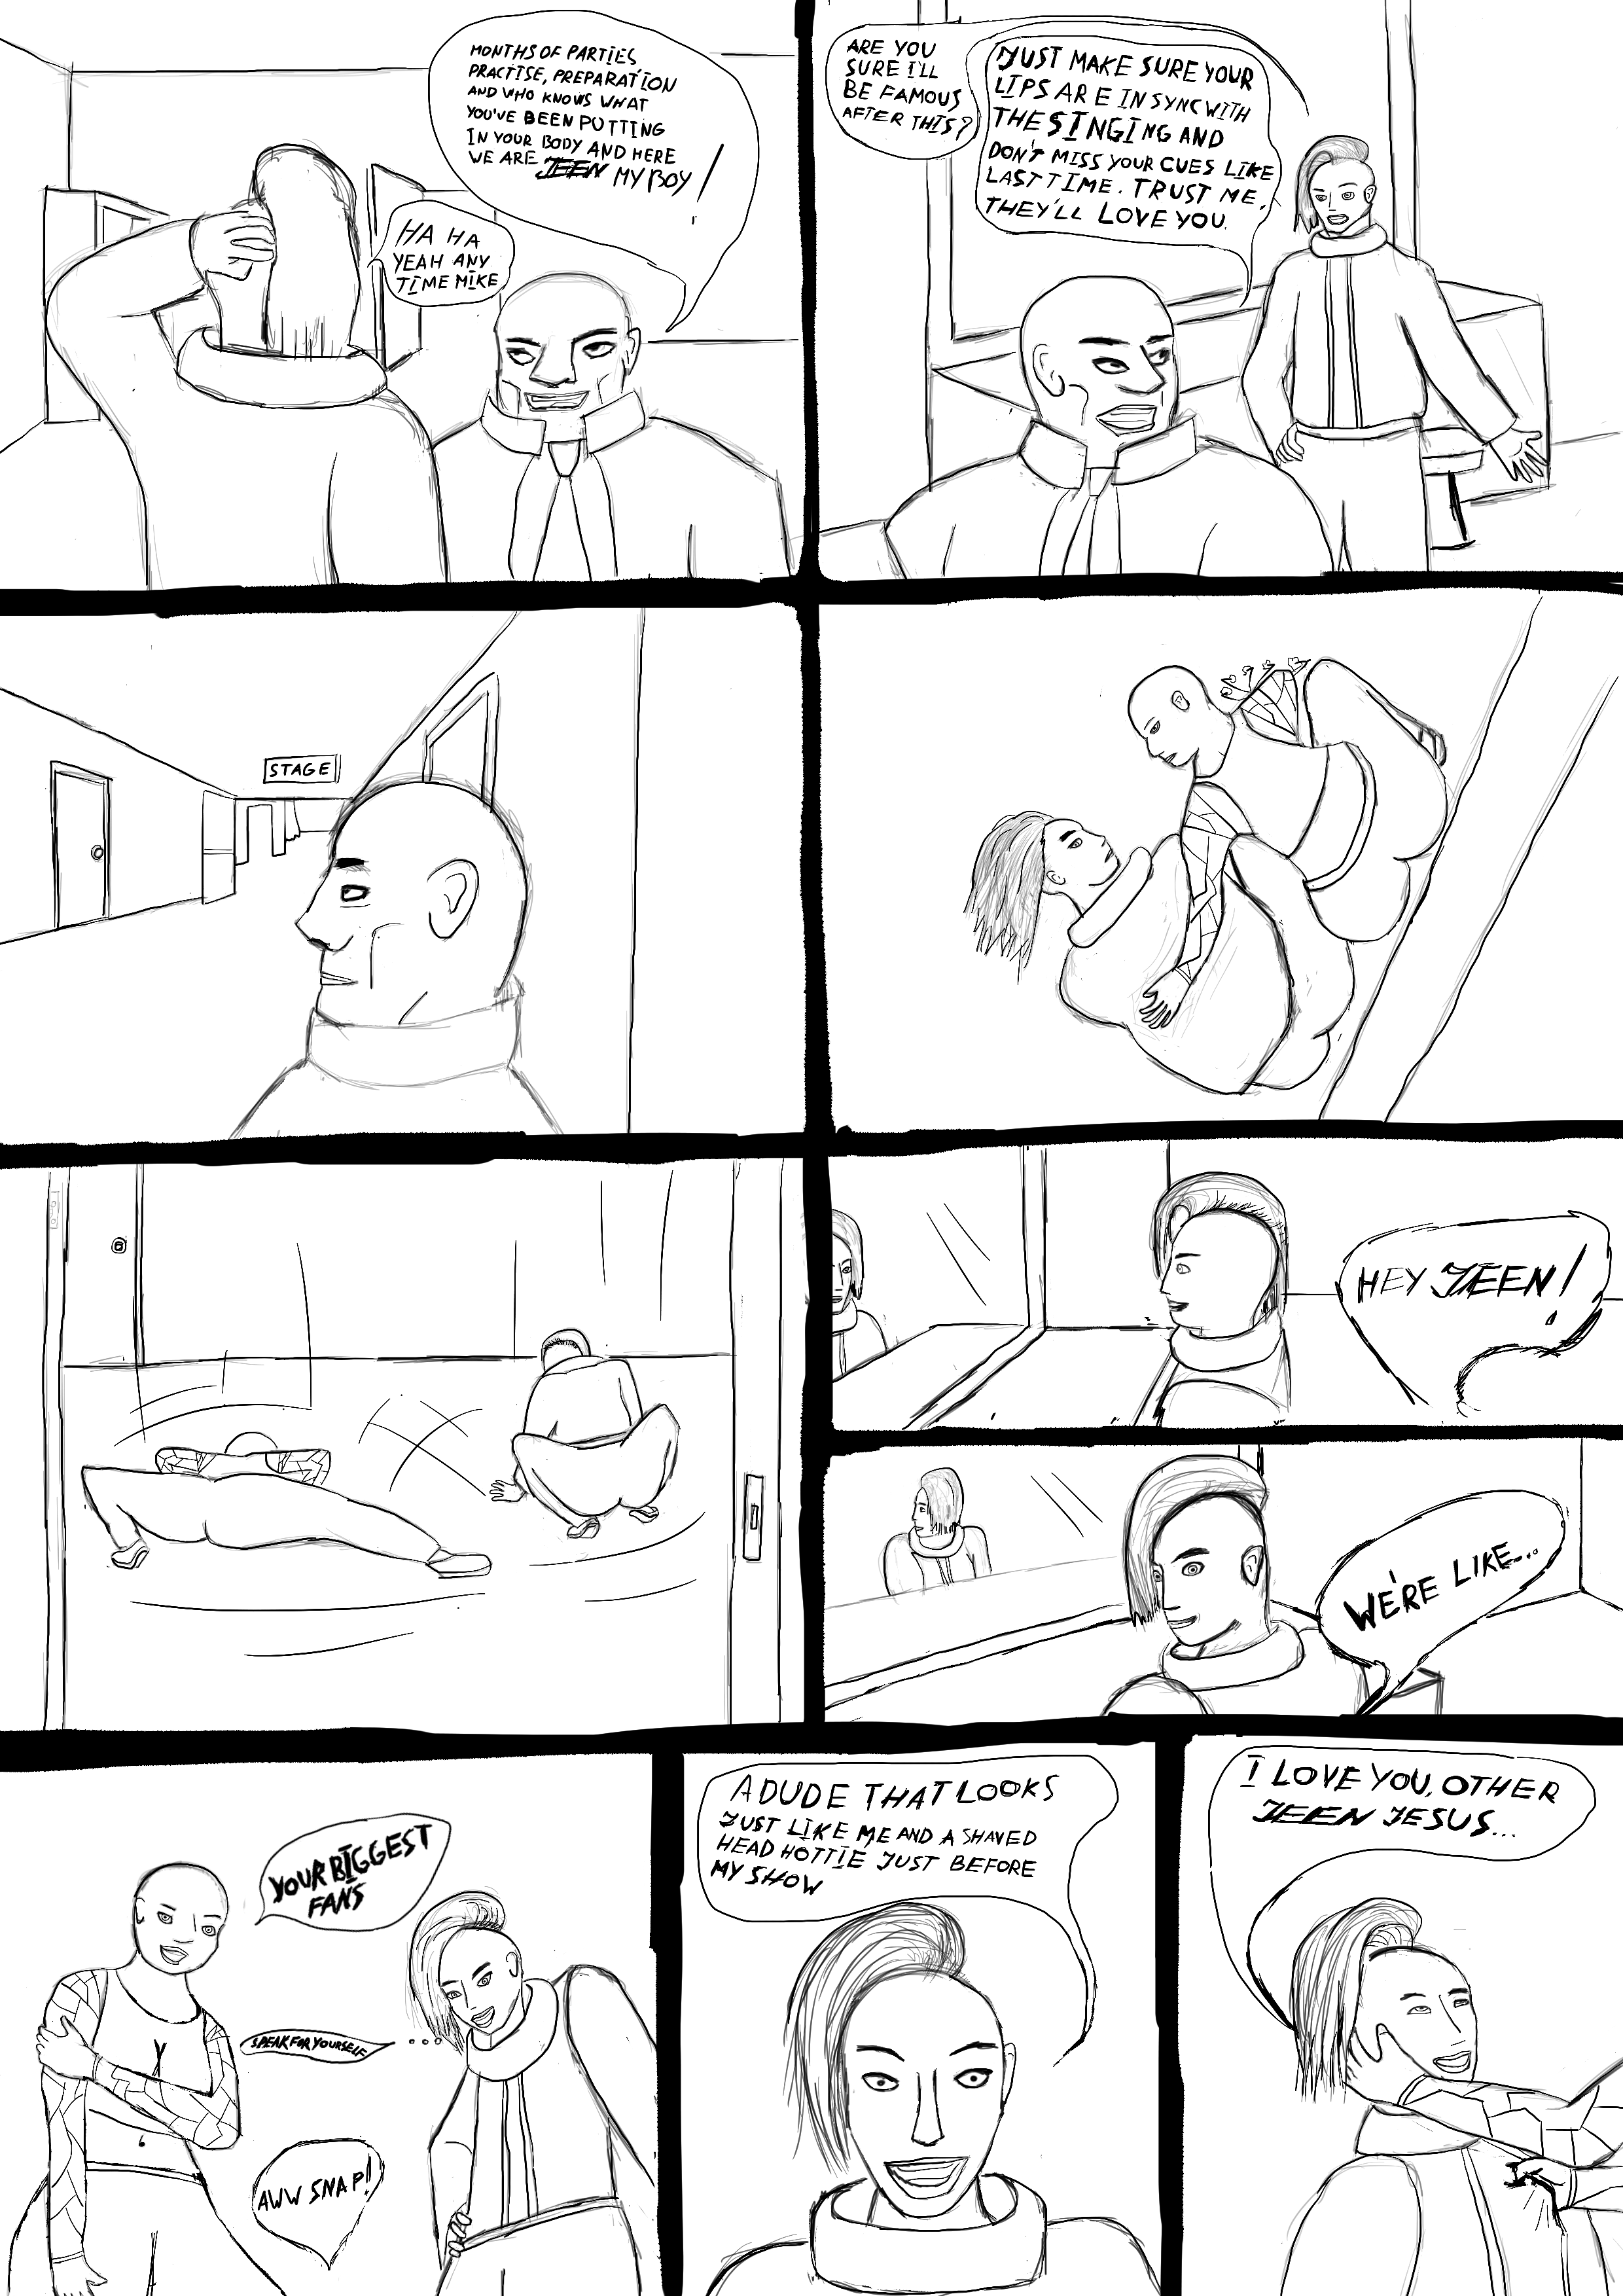 MONTHS OF PARTIES
PRACTISE, PREPARATION
AND WHO KNOWS WHAT
YOU'VE BEEN PUTTING
IN YOUR BODY AND HERE
WE ARE JEEN MY BOY!
HA HA
YEAH ANY
TIME MIKE
ARE YOU
SURE I'LL
BE FAMOUS
AFTER THIS?
JUST MAKE SURE YOUR
LIPS ARE IN SYNC WITH
THE SINGING AND
DON'T MISS YOUR CUES LIKE
LAST TIME. TRUST ME,
THEY'LL LOVE YOU.
STAGE
HEY JEEN!
WE'RE LIKE...
YOUR BIGGEST
FANS
SPEAK FOR YOURSELF
...
AWW SNAP!
A DUDE THAT LOOKS
JUST LIKE ME AND A SHAVED
HEAD HOTTIE JUST BEFORE
MY SHOW
I LOVE YOU, OTHER
JEEN JESUS...